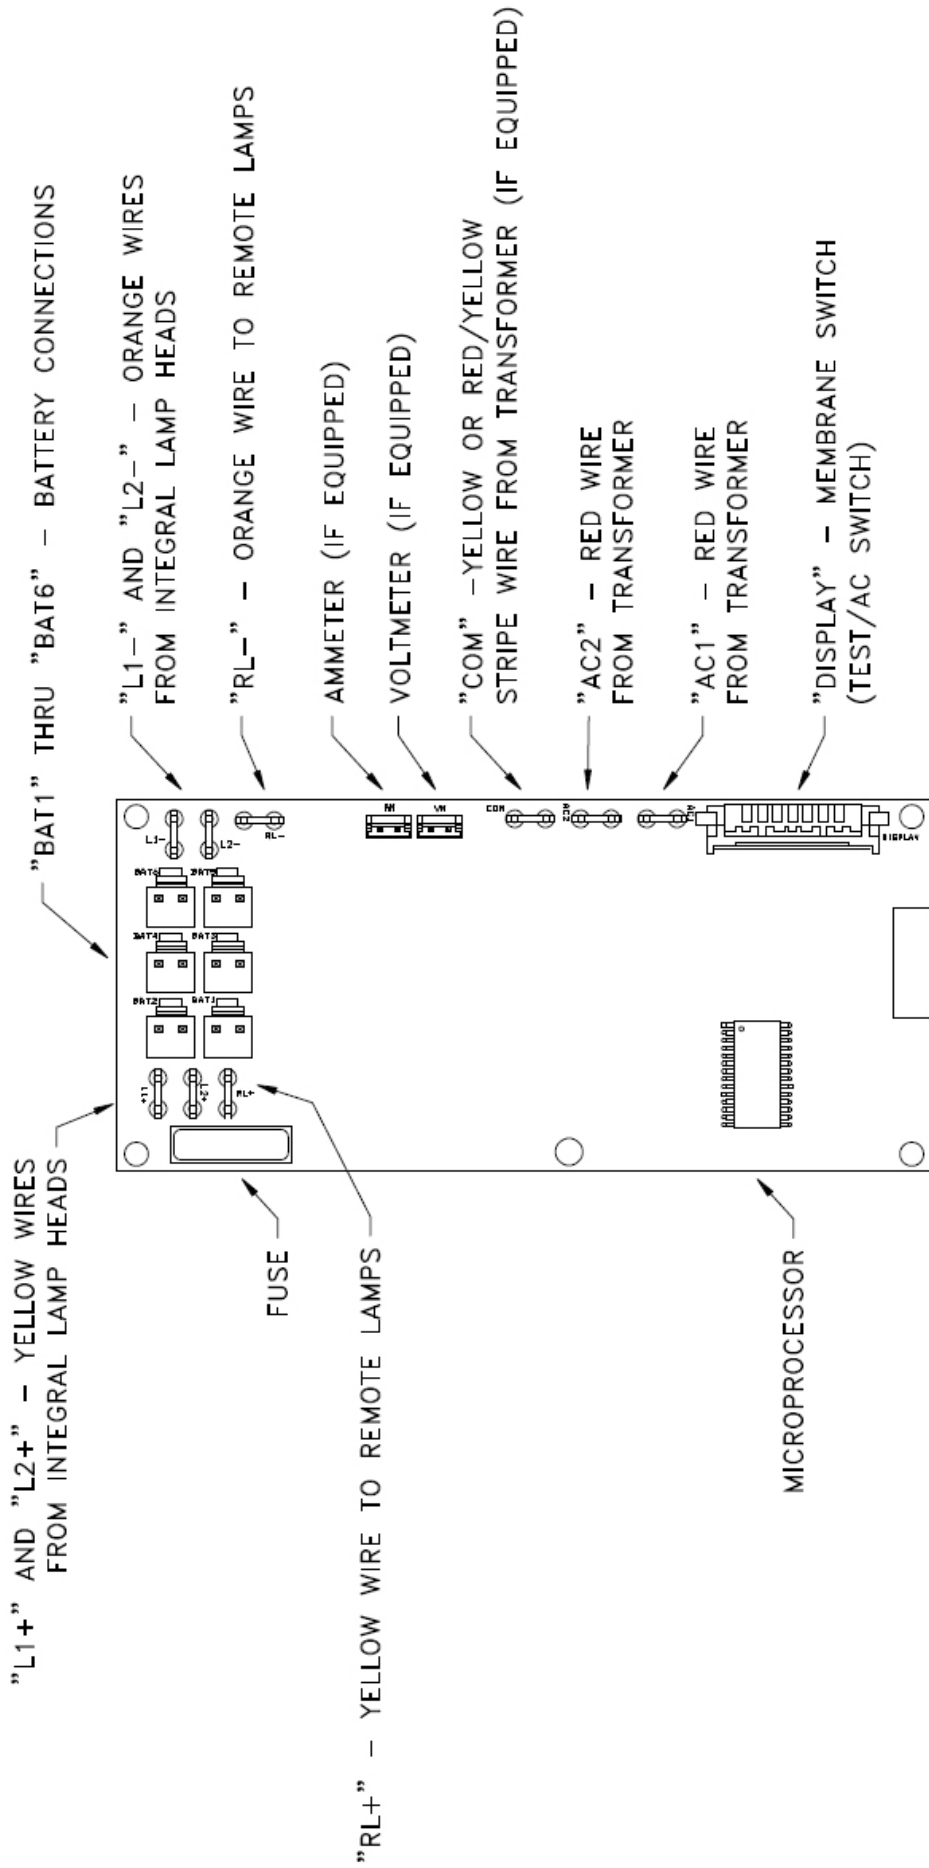 "L1+" AND "L2+" – YELLOW WIRES
FROM INTEGRAL LAMP HEADS
"BAT1" THRU "BAT6" – BATTERY CONNECTIONS
"L1–" AND "L2–" – ORANGE WIRES
FROM INTEGRAL LAMP HEADS
"RL–" – ORANGE WIRE TO REMOTE LAMPS
AMMETER (IF EQUIPPED)
VOLTMETER (IF EQUIPPED)
"COM" –YELLOW OR RED/YELLOW
STRIPE WIRE FROM TRANSFORMER (IF EQUIPPED)
"AC2" – RED WIRE
FROM TRANSFORMER
"AC1" – RED WIRE
FROM TRANSFORMER
"DISPLAY" – MEMBRANE SWITCH
(TEST/AC SWITCH)
FUSE
"RL+" – YELLOW WIRE TO REMOTE LAMPS
MICROPROCESSOR
+L1
L2+
RL+
BAT2
BAT1
BAT4
BAT3
BAT6
BAT5
L1-
L2-
RL-
AM
VM
COM
AC2
AC1
DISPLAY